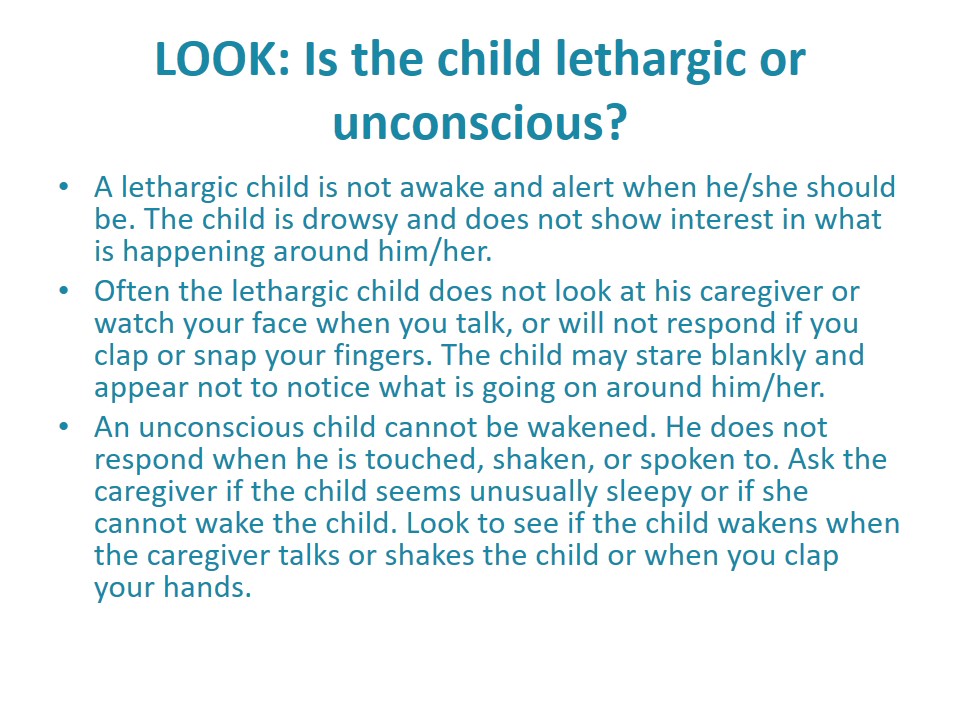 LOOK: Is the child lethargic or
unconscious?
• A lethargic child is not awake and alert when he/she should
be. The child is drowsy and does not show interest in what
is happening around him/her.
• Often the lethargic child does not look at his caregiver or
watch your face when you talk, or will not respond if you
clap or snap your fingers. The child may stare blankly and
appear not to notice what is going on around him/her.
• An unconscious child cannot be wakened. He does not
respond when he is touched, shaken, or spoken to. Ask the
caregiver if the child seems unusually sleepy or if she
cannot wake the child. Look to see if the child wakens when
the caregiver talks or shakes the child or when you clap
your hands.